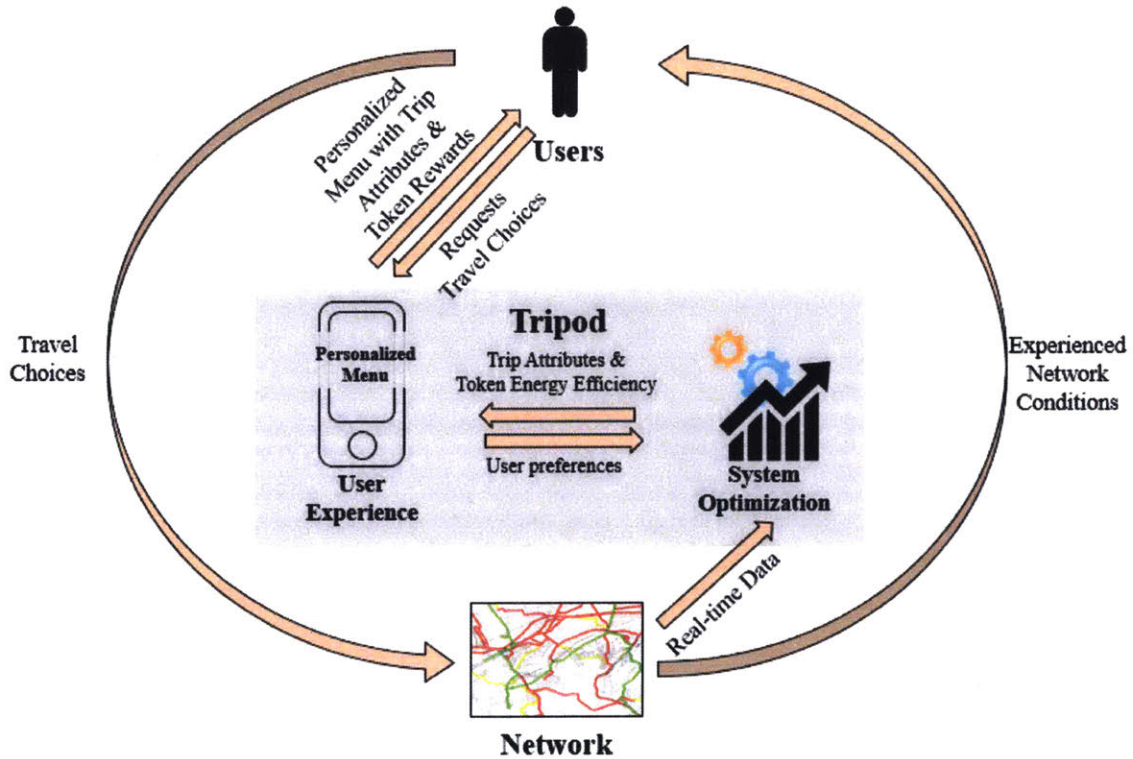 Personalized
Menu with Trip
Attributes &
Token Rewards
Users
Requests
Travel Choices
Travel
Choices
Tripod
Trip Attributes &
Token Energy Efficiency
Personalized
Menu
User preferences
User
Experience
System
Optimization
Experienced
Network
Conditions
Real-time Data
Network